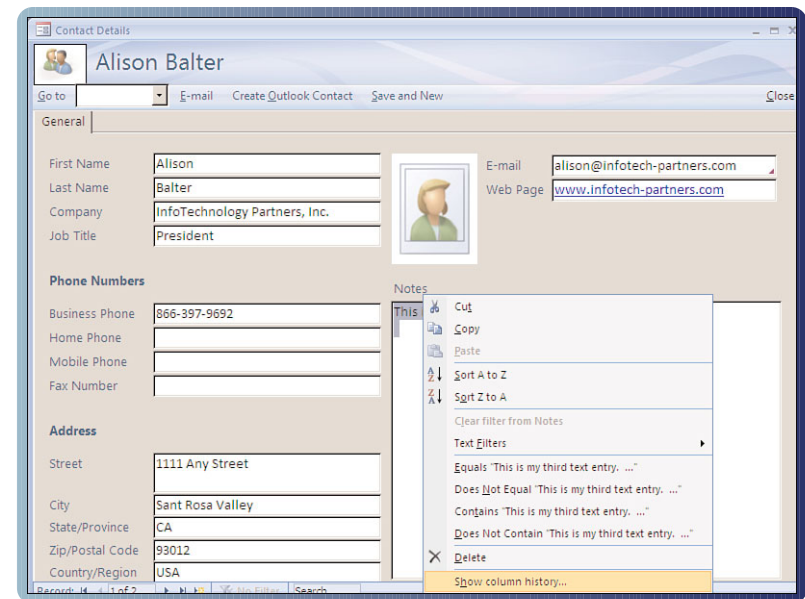 Contact Details
Alison Balter
Go to E-mail Create Outlook Contact Save and New Close
General
First Name Alison
Last Name Balter
Company InfoTechnology Partners, Inc.
Job Title President
E-mail alison@infotech-partners.com
Web Page www.infotech-partners.com
Phone Numbers
Business Phone 866-397-9692
Home Phone
Mobile Phone
Fax Number
Address
Street 1111 Any Street
City Sant Rosa Valley
State/Province CA
Zip/Postal Code 93012
Country/Region USA
Notes
This
Cut
Copy
Paste
Sort A to Z
Sort Z to A
Clear filter from Notes
Text Filters
Equals "This is my third text entry. ..."
Does Not Equal "This is my third text entry. ..."
Contains "This is my third text entry. ..."
Does Not Contain "This is my third text entry. ..."
Delete
Show column history...
Record: 1 of 2 No Filter Search